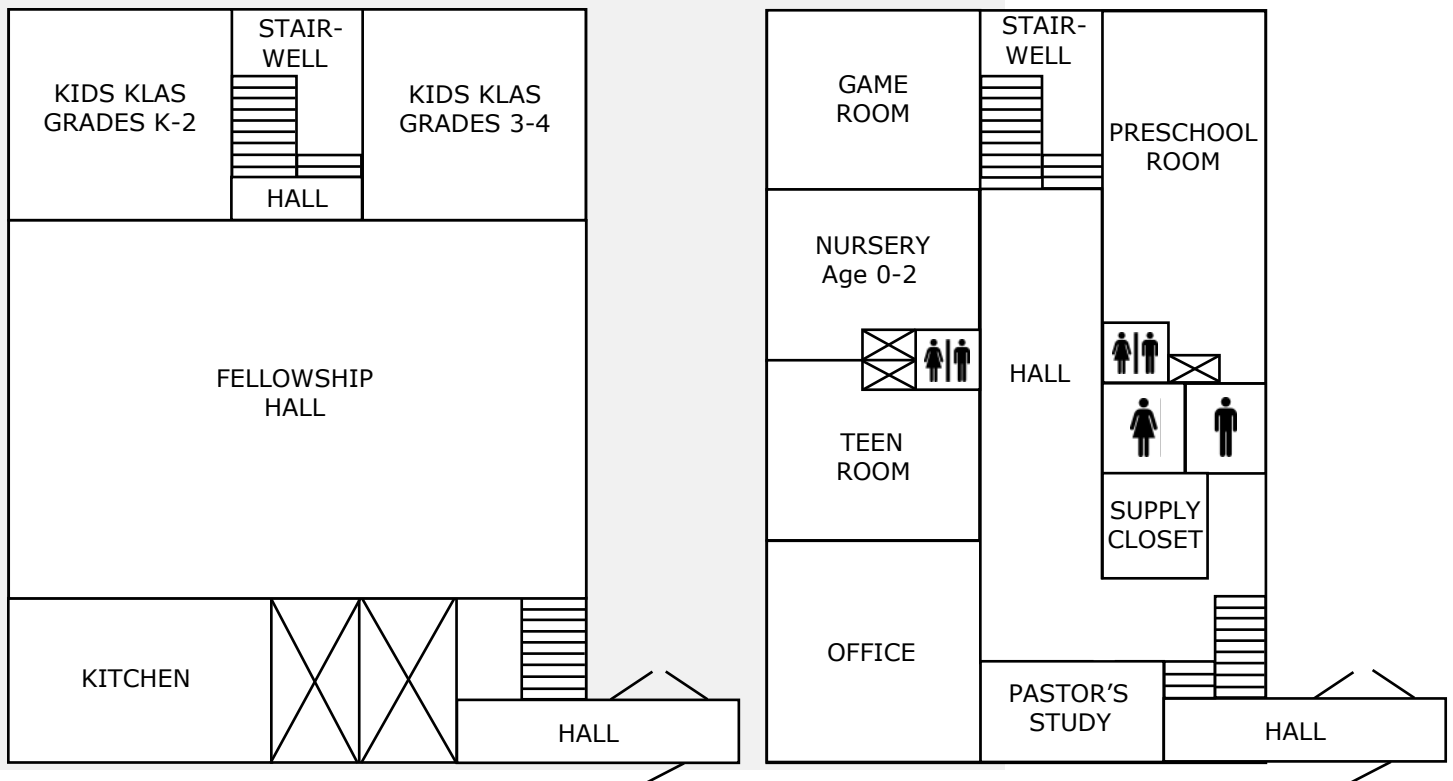 STAIR-
WELL
KIDS KLAS
GRADES K-2
KIDS KLAS
GRADES 3-4
HALL
FELLOWSHIP
HALL
KITCHEN
HALL
STAIR-
WELL
GAME
ROOM
PRESCHOOL
ROOM
NURSERY
Age 0-2
HALL
TEEN
ROOM
SUPPLY
CLOSET
OFFICE
PASTOR'S
STUDY
HALL